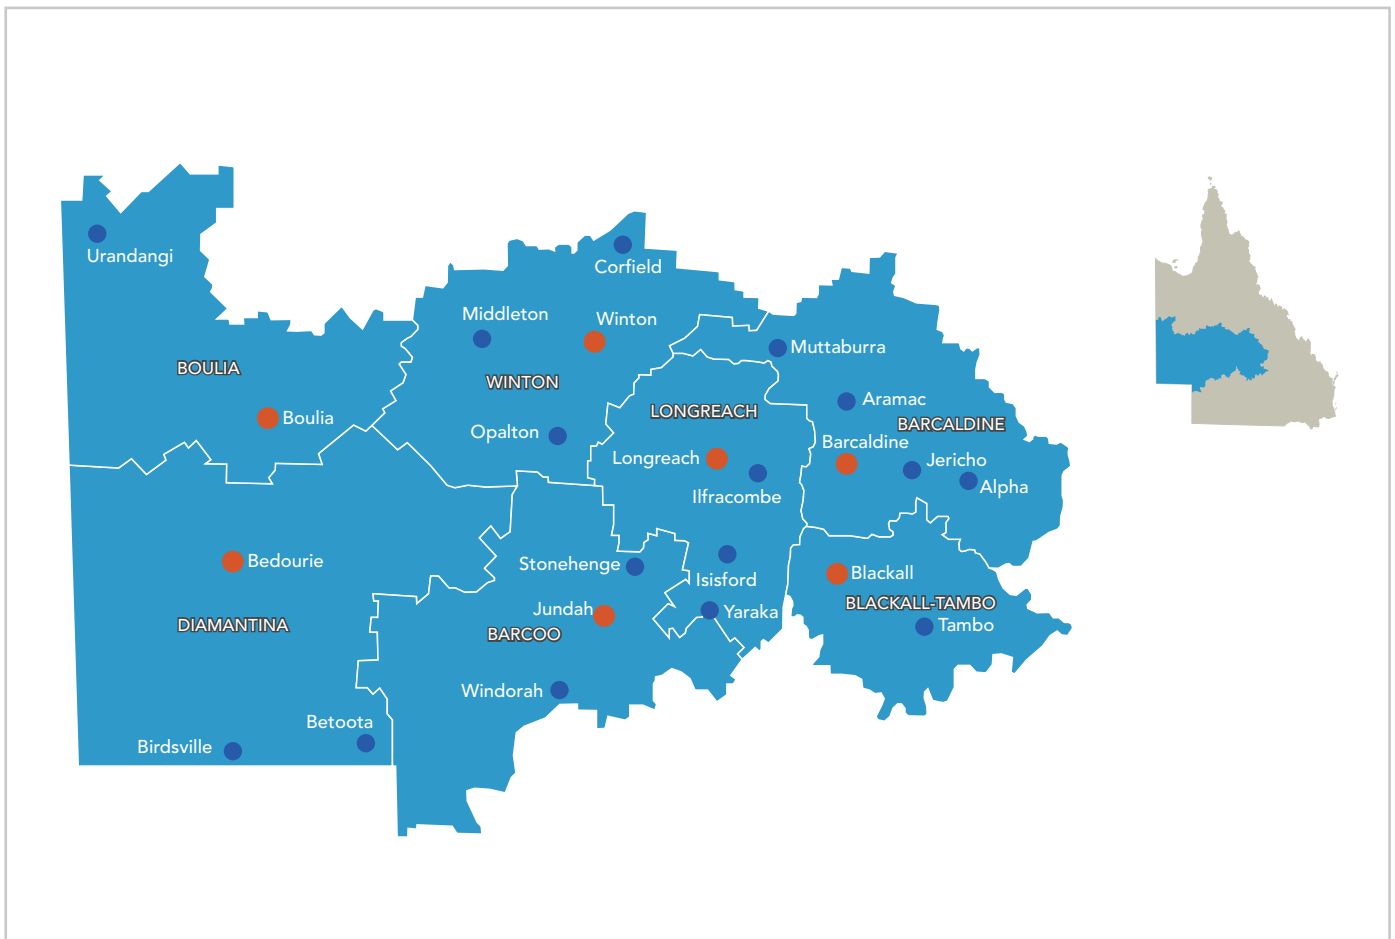 Urandangi
Corfield
Middleton
Winton
Muttaburra
BOULIA
WINTON
Aramac
LONGREACH
Boulia
BARCALDINE
Opalton
Barcaldine
Longreach
Jericho
Alpha
Ilfracombe
Bedourie
Stonehenge
Blackall
Isisford
BLACKALL-TAMBO
Jundah
Yaraka
DIAMANTINA
Tambo
BARCOO
Windorah
Betoota
Birdsville